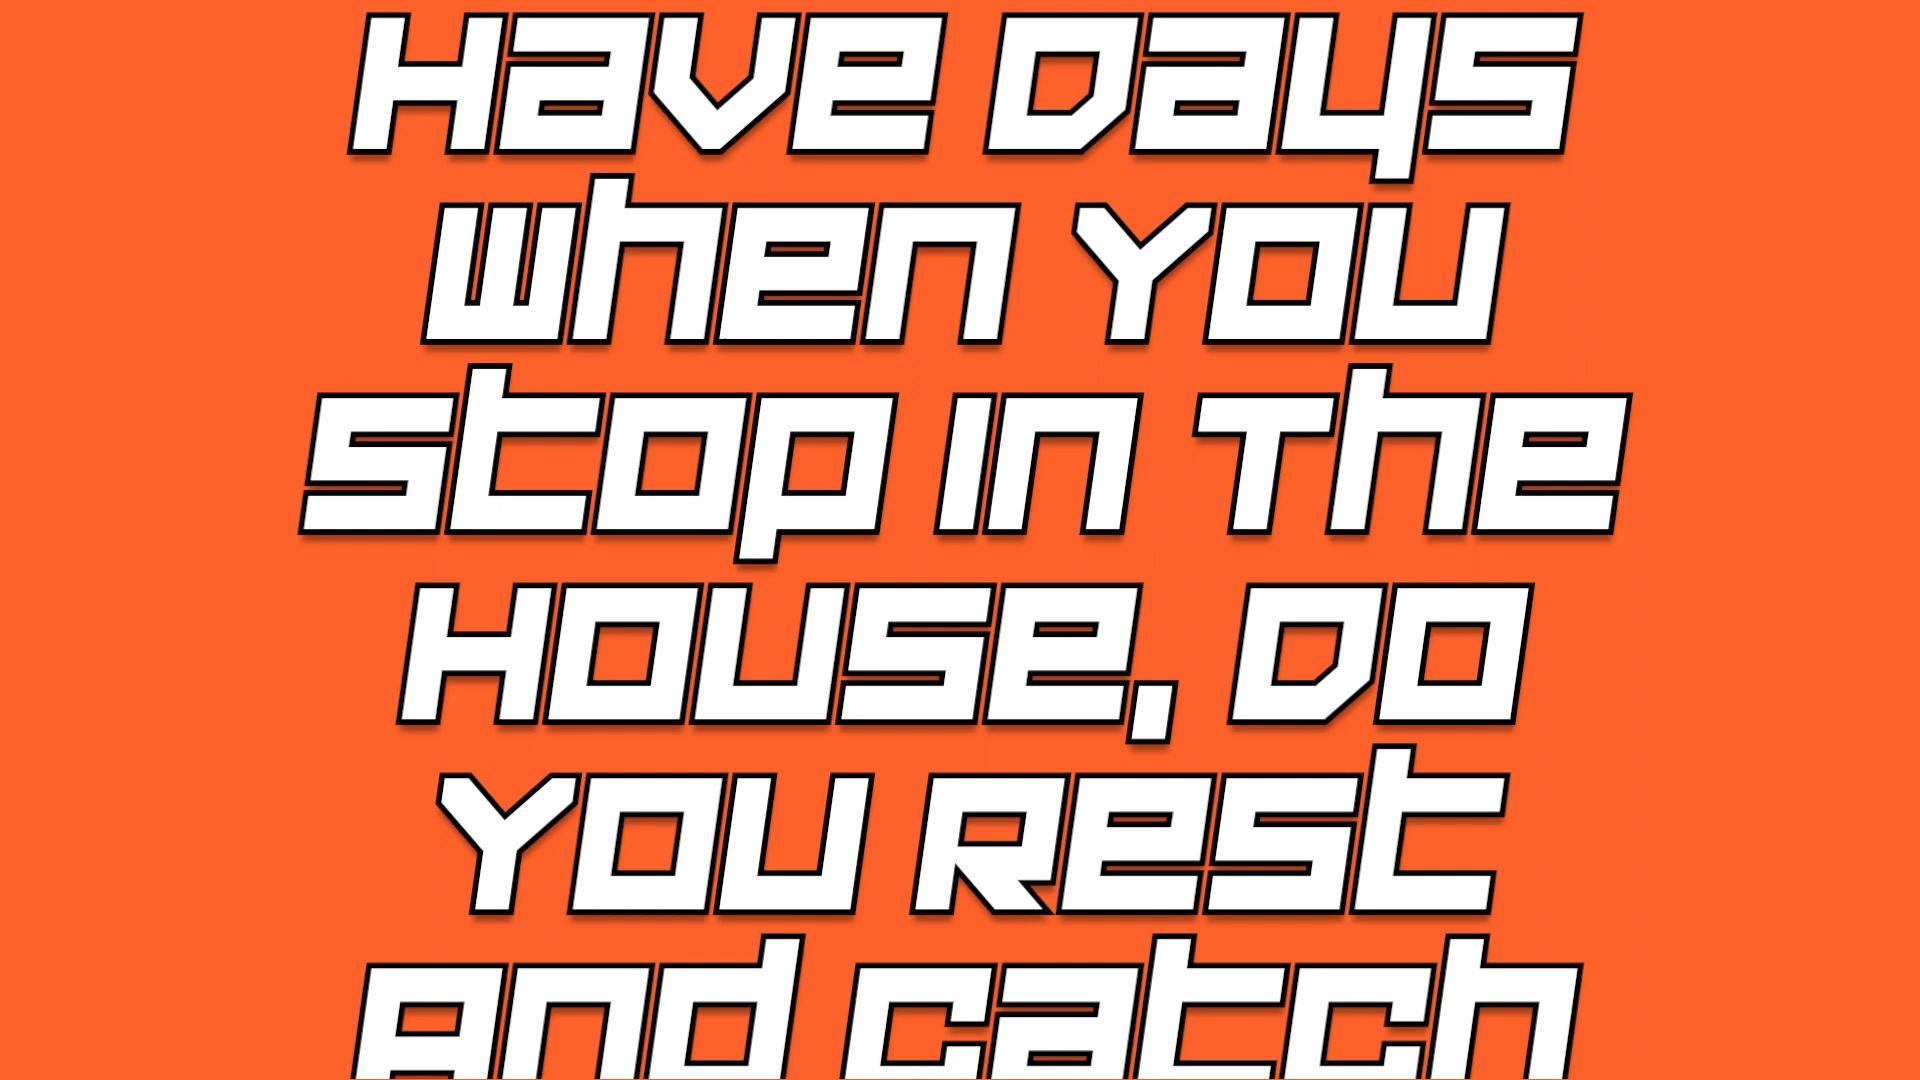 Have Days
When You
Stop In The
House, Do
You Rest
And Catch